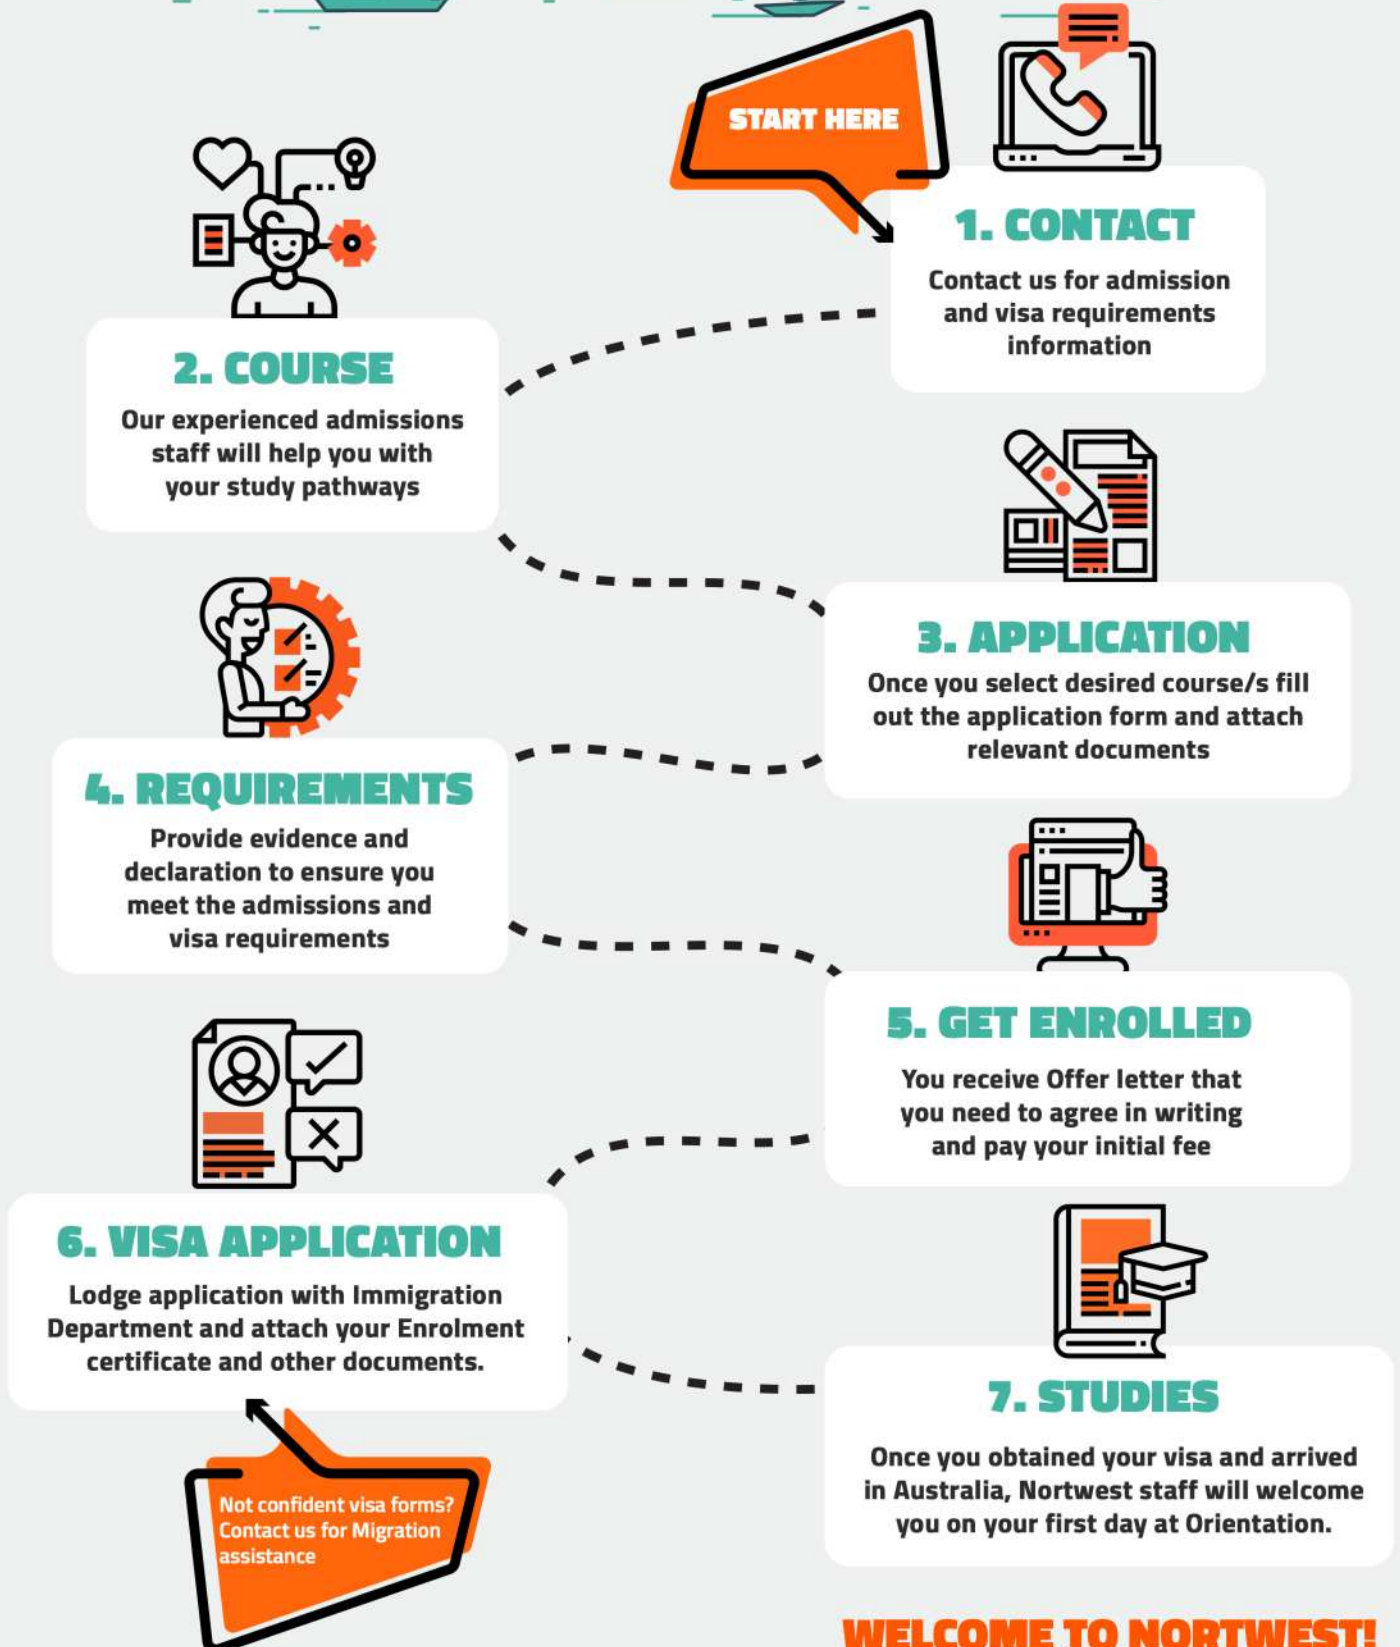 START HERE
1. CONTACT
Contact us for admission
and visa requirements
information
2. COURSE
Our experienced admissions
staff will help you with
your study pathways
3. APPLICATION
Once you select desired course/s fill
out the application form and attach
relevant documents
4. REQUIREMENTS
Provide evidence and
declaration to ensure you
meet the admissions and
visa requirements
5. GET ENROLLED
You receive Offer letter that
you need to agree in writing
and pay your initial fee
6. VISA APPLICATION
Lodge application with Immigration
Department and attach your Enrolment
certificate and other documents.
Not confident visa forms?
Contact us for Migration
assistance
7. STUDIES
Once you obtained your visa and arrived
in Australia, Nortwest staff will welcome
you on your first day at Orientation.
WELCOME TO NORTWEST!